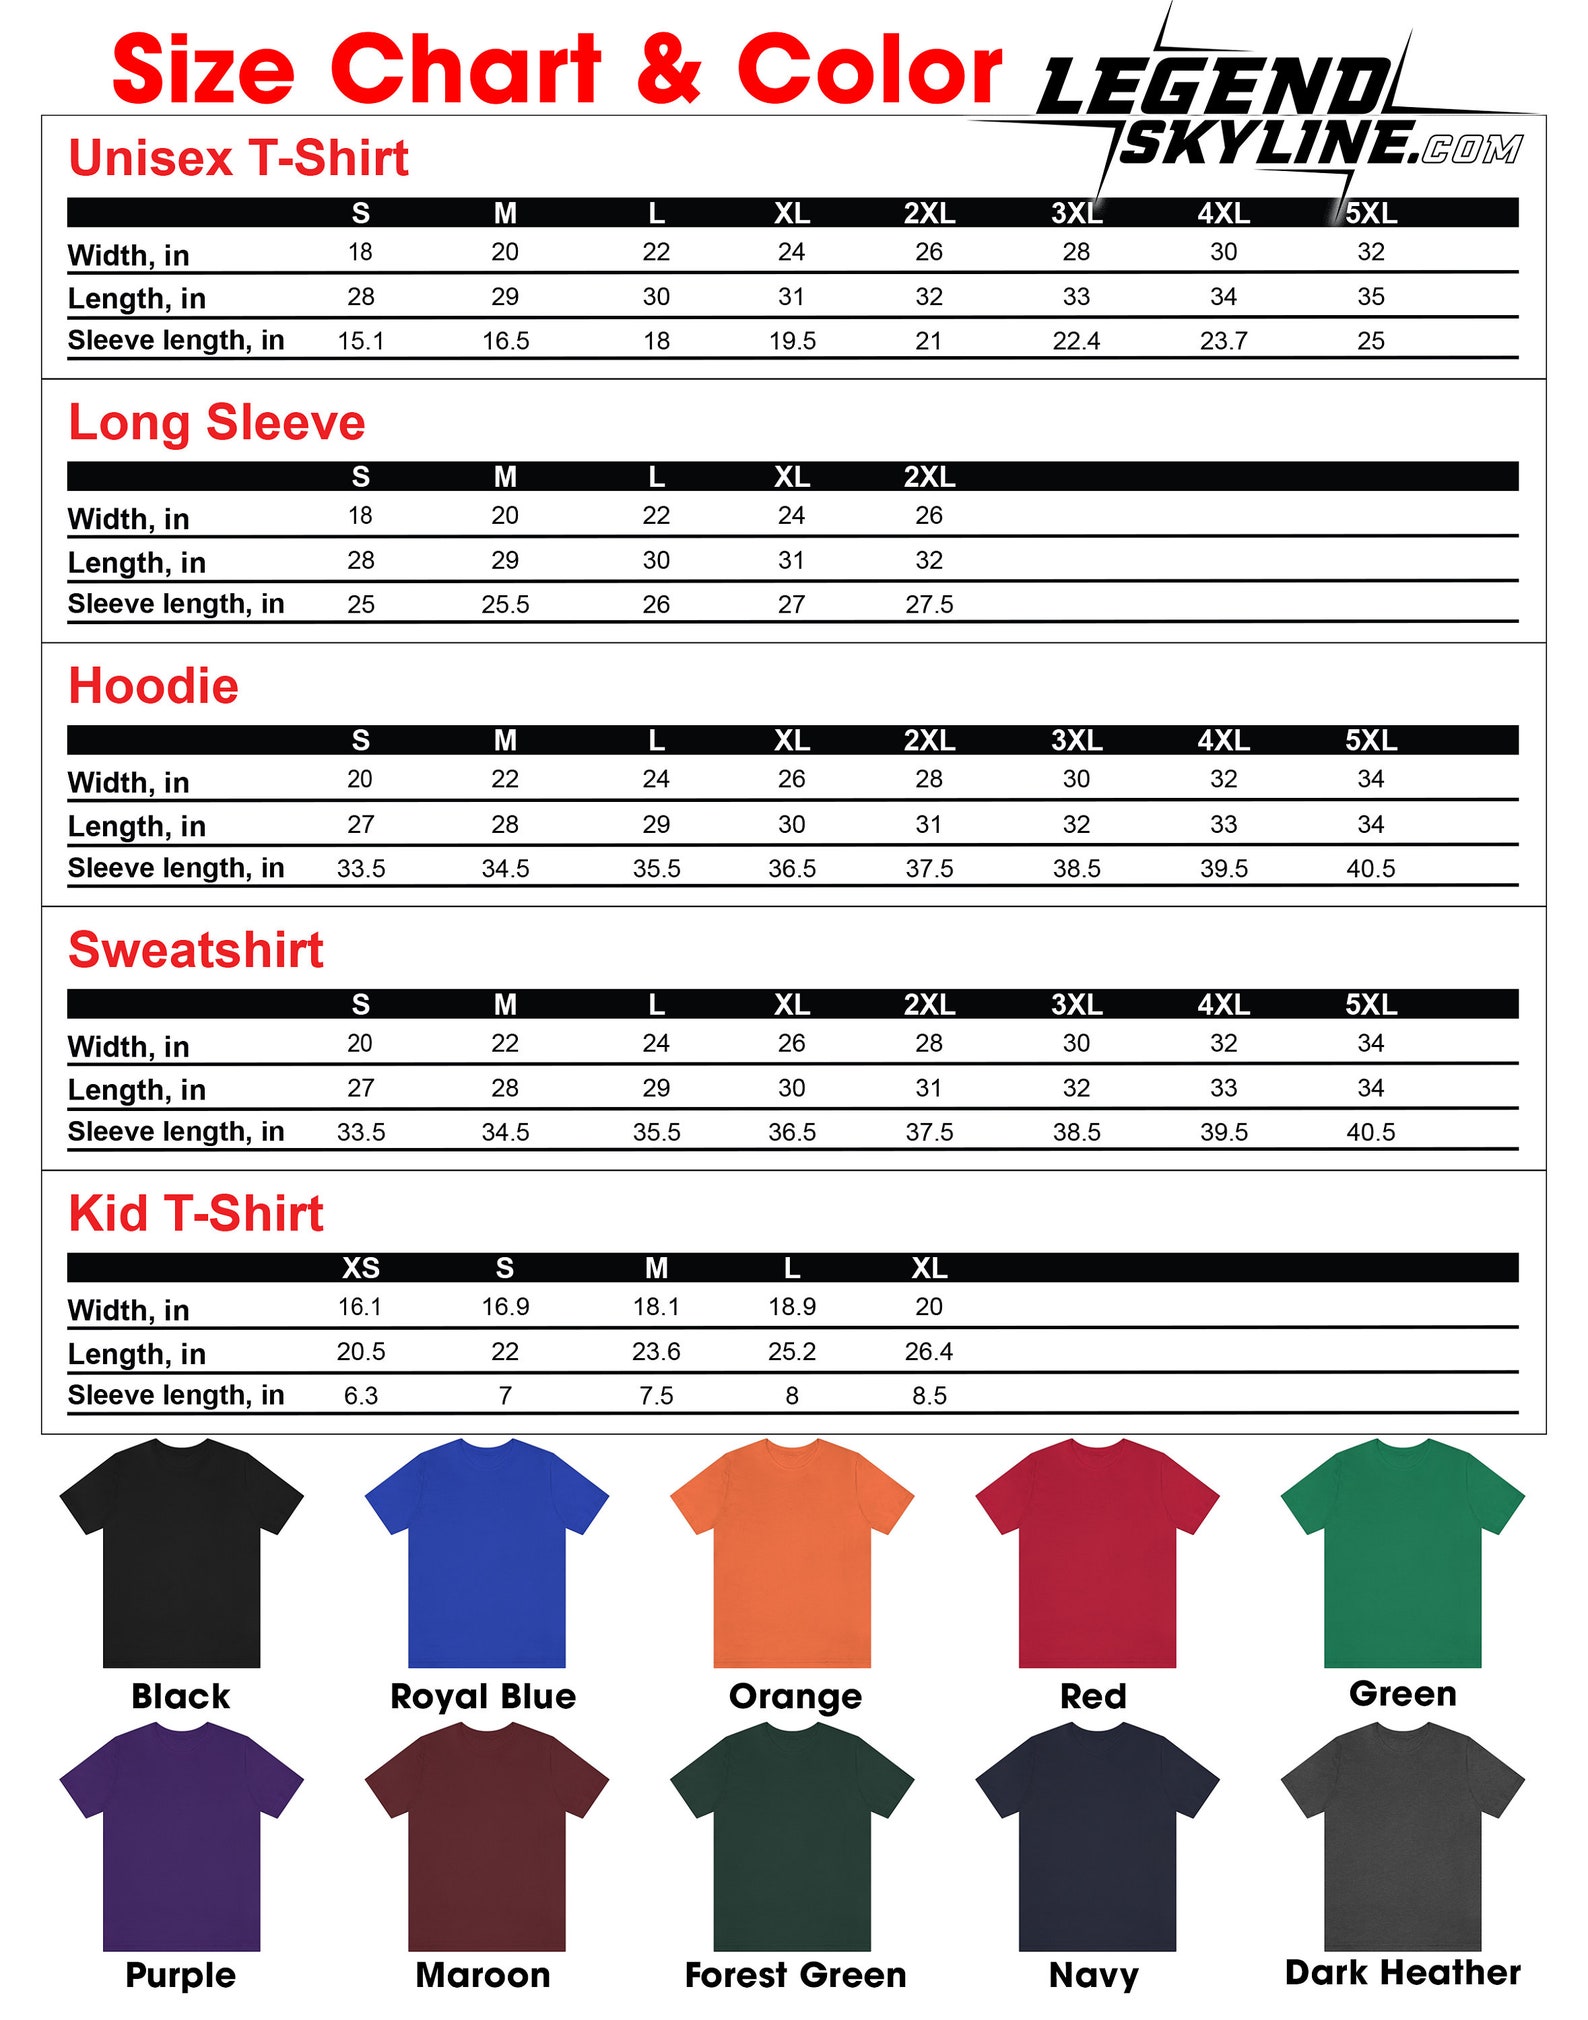 Size Chart & Color
LEGEND
SKYLINE.COM
Unisex T-Shirt
S M L XL 2XL 3XL 4XL 5XL
Width, in 18 20 22 24 26 28 30 32
Length, in 28 29 30 31 32 33 34 35
Sleeve length, in 15.1 16.5 18 19.5 21 22.4 23.7 25
Long Sleeve
S M L XL 2XL
Width, in 18 20 22 24 26
Length, in 28 29 30 31 32
Sleeve length, in 25 25.5 26 27 27.5
Hoodie
S M L XL 2XL 3XL 4XL 5XL
Width, in 20 22 24 26 28 30 32 34
Length, in 27 28 29 30 31 32 33 34
Sleeve length, in 33.5 34.5 35.5 36.5 37.5 38.5 39.5 40.5
Sweatshirt
S M L XL 2XL 3XL 4XL 5XL
Width, in 20 22 24 26 28 30 32 34
Length, in 27 28 29 30 31 32 33 34
Sleeve length, in 33.5 34.5 35.5 36.5 37.5 38.5 39.5 40.5
Kid T-Shirt
XS S M L XL
Width, in 16.1 16.9 18.1 18.9 20
Length, in 20.5 22 23.6 25.2 26.4
Sleeve length, in 6.3 7 7.5 8 8.5
Black Royal Blue Orange Red Green
Purple Maroon Forest Green Navy Dark Heather